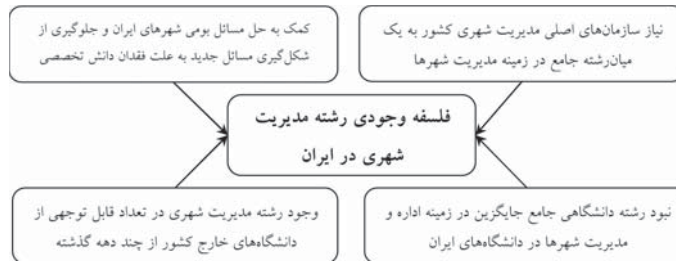 نیاز سازمان‌های اصلی مدیریت شهری کشور به یک
میان‌رشته جامع در زمینه مدیریت شهرها
کمک به حل مسائل بومی شهرهای ایران و جلوگیری از
شکل‌گیری مسائل جدید به علت فقدان دانش تخصصی
فلسفه وجودی رشته مدیریت
شهری در ایران
نبود رشته دانشگاهی جامع جایگزین در زمینه اداره و
مدیریت شهرها در دانشگاه‌های ایران
وجود رشته مدیریت شهری در تعداد قابل توجهی از
دانشگاه‌های خارج کشور از چند دهه گذشته